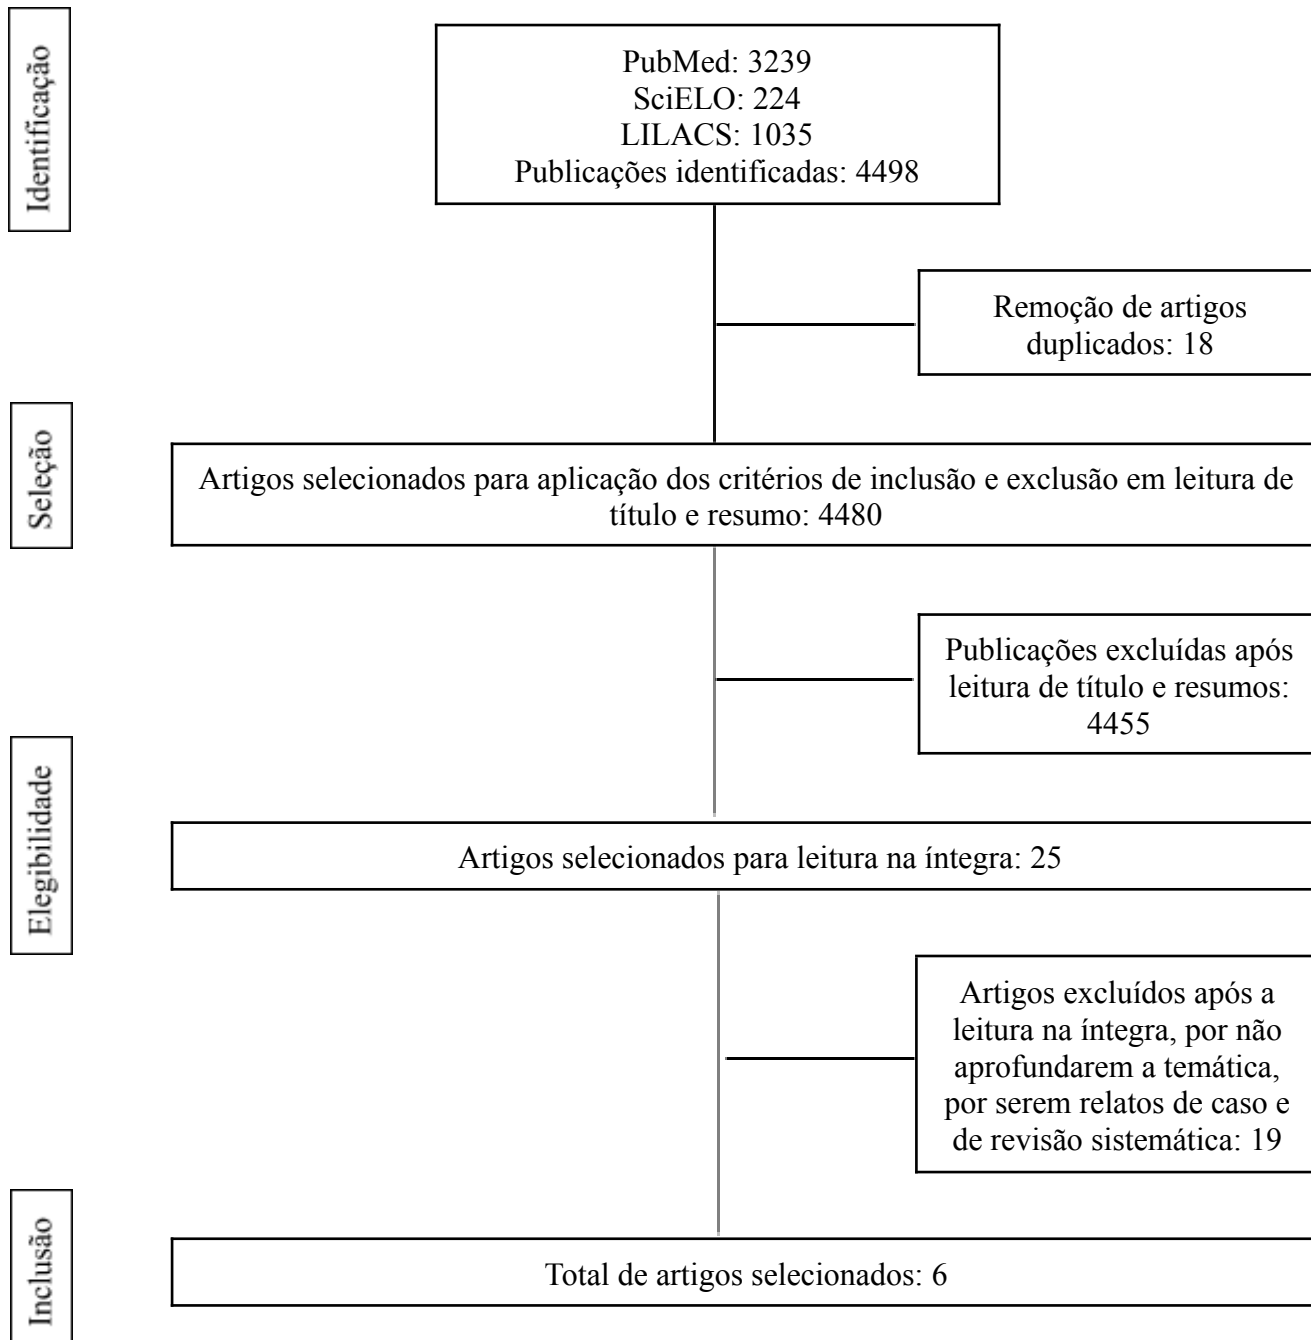 Identificação
PubMed: 3239
SciELO: 224
LILACS: 1035
Publicações identificadas: 4498
Remoção de artigos
duplicados: 18
Seleção
Artigos selecionados para aplicação dos critérios de inclusão e exclusão em leitura de
título e resumo: 4480
Publicações excluídas após
leitura de título e resumos:
4455
Elegibilidade
Artigos selecionados para leitura na íntegra: 25
Artigos excluídos após a
leitura na íntegra, por não
aprofundarem a temática,
por serem relatos de caso e
de revisão sistemática: 19
Inclusão
Total de artigos selecionados: 6